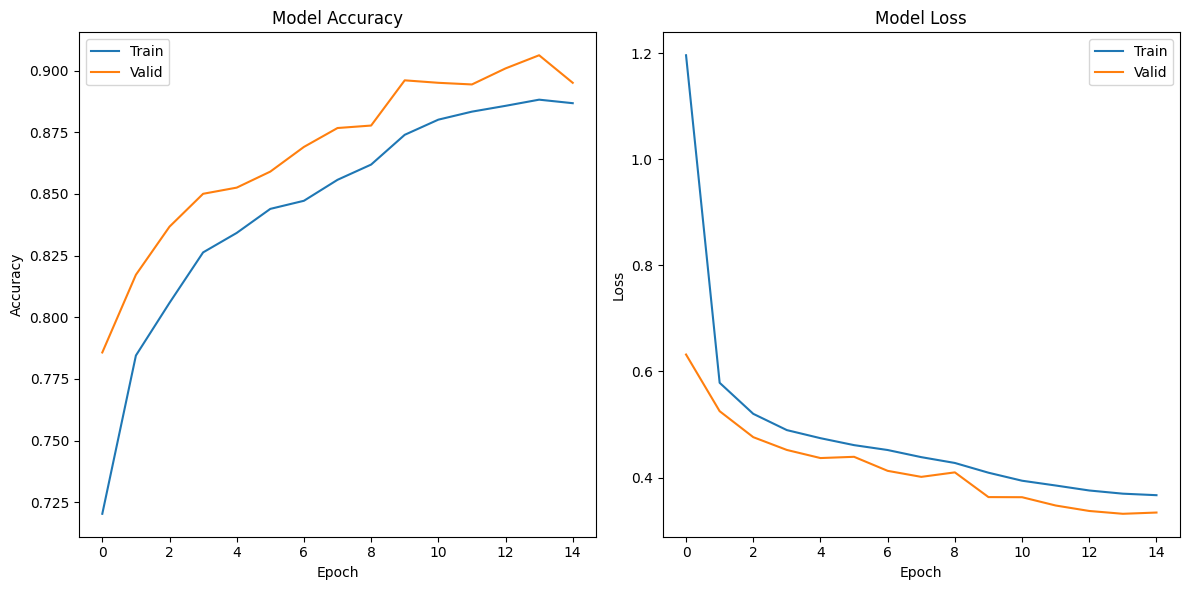 Model Accuracy
Train
Valid
0.900
0.875
0.850
0.825
0.800
0.775
0.750
0.725
Accuracy
0 2 4 6 8 10 12 14
Epoch
Model Loss
Train
Valid
1.2
1.0
0.8
0.6
0.4
Loss
0 2 4 6 8 10 12 14
Epoch